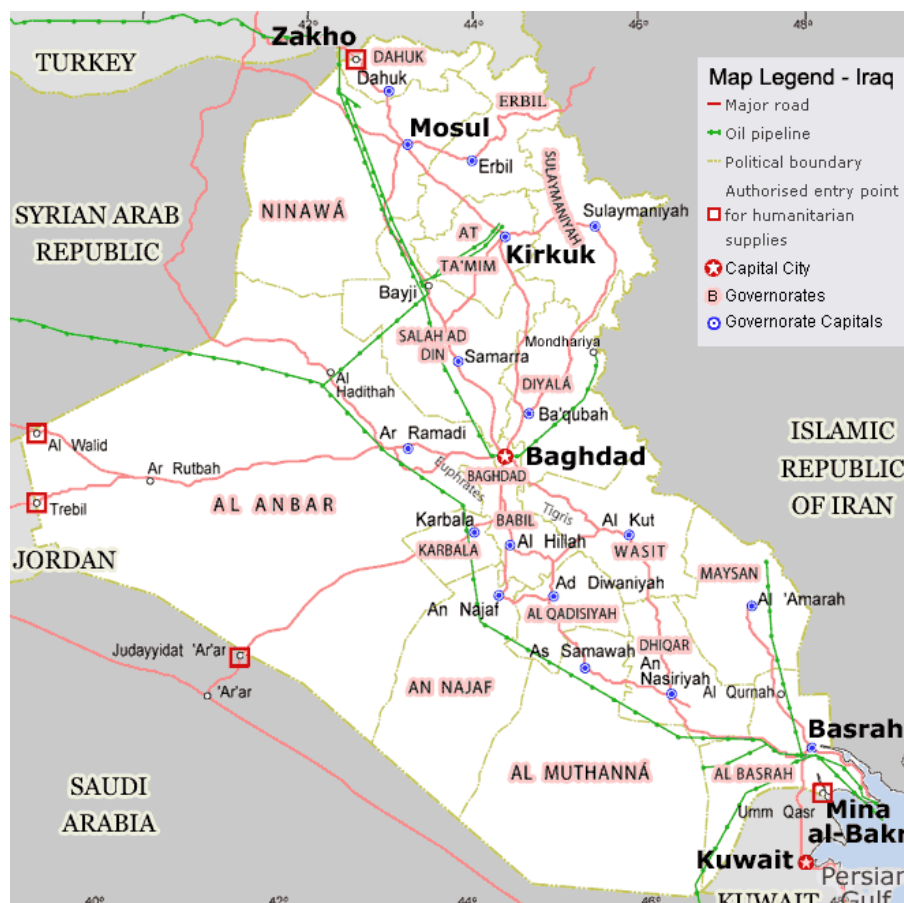 42°
44°
46°
48°
Zakho
TURKEY
DAHUK
Dahuk
ERBIL
Mosul
Erbil
SULAYMANIYAH
Map Legend - Iraq
Major road
Oil pipeline
Political boundary
Authorised entry point
for humanitarian
supplies
Capital City
B Governorates
Governorate Capitals
SYRIAN ARAB
REPUBLIC
NINAWÁ
AT
TA'MIM
Sulaymaniyah
Kirkuk
Bayji
SALAH AD
DIN
Samarra
Mondhariya
DIYALÁ
Al
Hadithah
Ba'qubah
Al Walid
Ar Ramadi
Baghdad
BAGHDAD
ISLAMIC
REPUBLIC
OF IRAN
Ar Rutbah
Euphrates
Trebil
AL ANBAR
Tigris
Karbala
BABIL
Al Kut
KARBALA
Al Hillah
WASIT
JORDAN
MAYSAN
Ad Diwaniyah
An Najaf
AL QADISIYAH
Al 'Amarah
Judayyidat 'Ar'ar
As Samawah
DHIQAR
An
Nasiriyah
'Ar'ar
AN NAJAF
Al Qurnah
Basrah
AL MUTHANNÁ
AL BASRAH
SAUDI
ARABIA
Umm Qasr
Mina
al-Bakr
Kuwait
Persian
Gulf
KUWAIT
40°
42°
44°
46°
48°